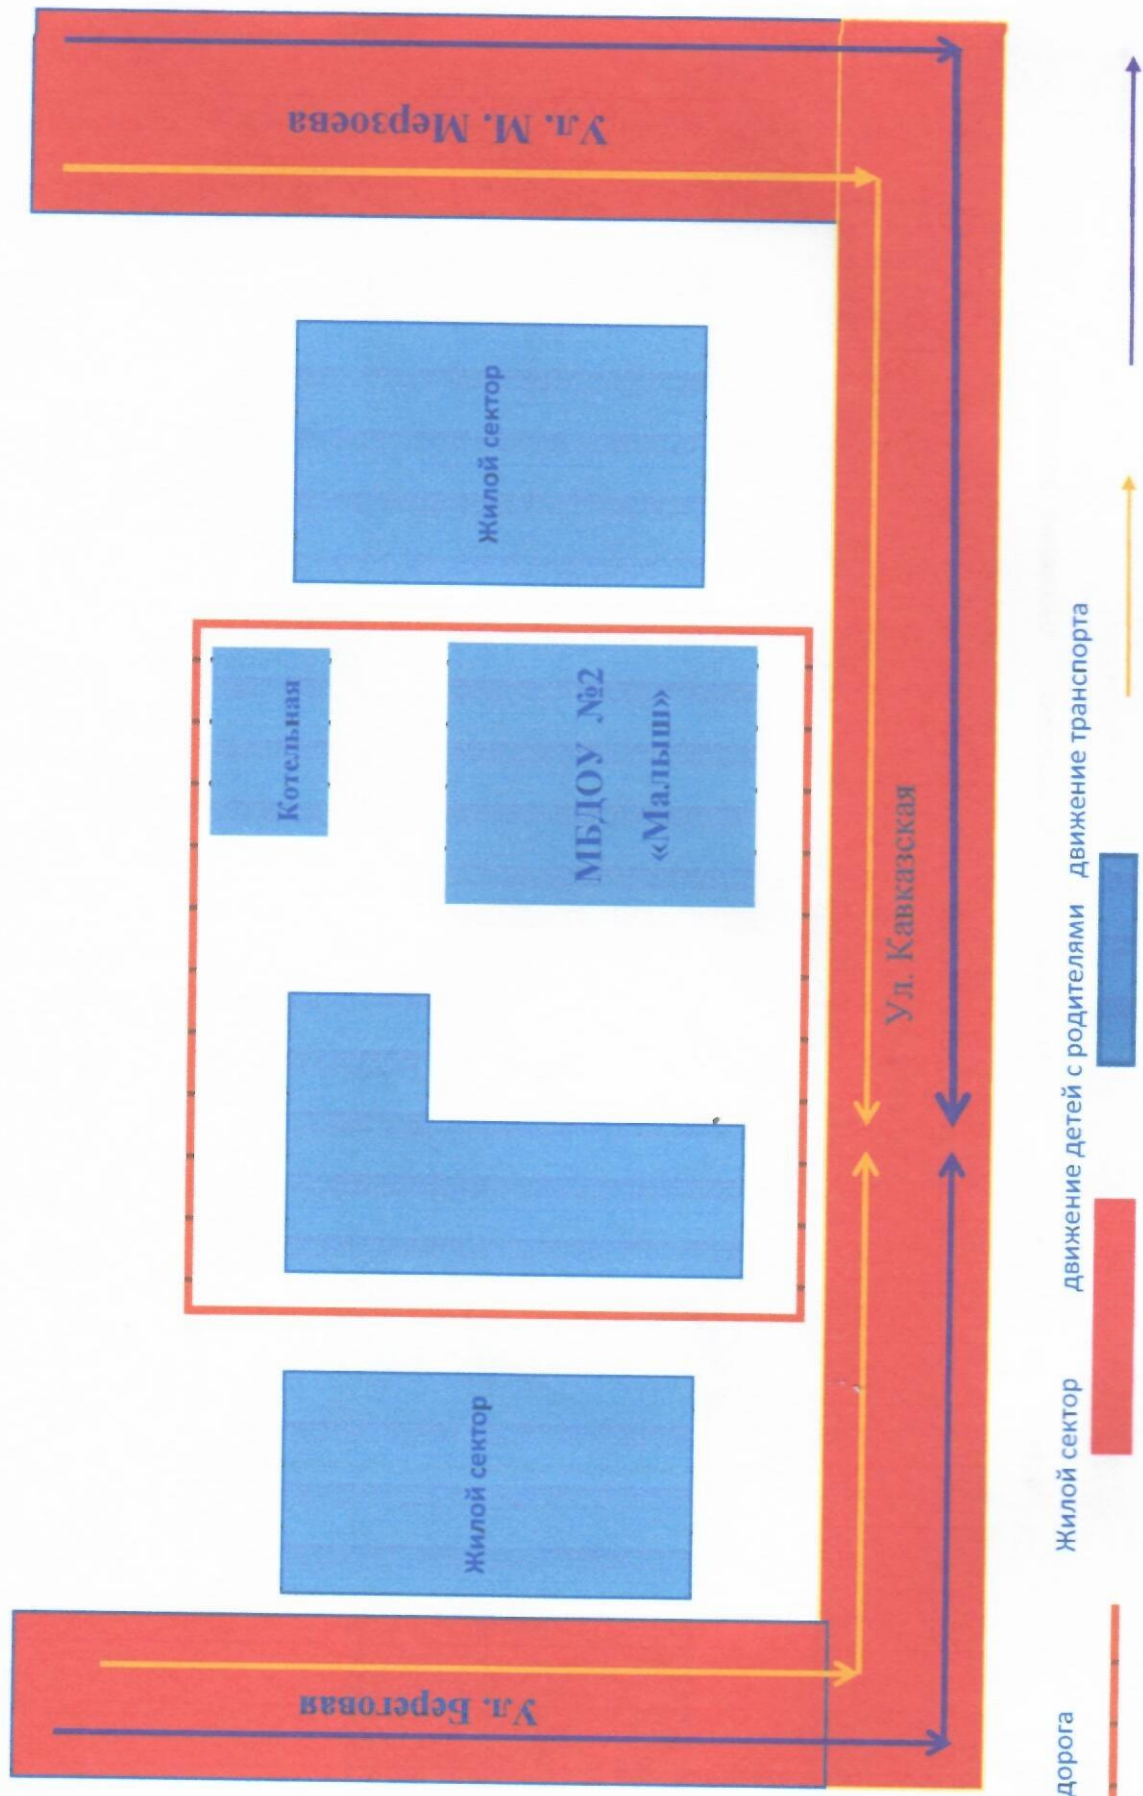 Ул. М. Мерзоева
Жилой сектор
Котельная
МБДОУ №2
«Малыш»
Ул. Кавказская
Жилой сектор
Ул. Береговая
дорога
Жилой сектор
движение детей с родителями
движение транспорта